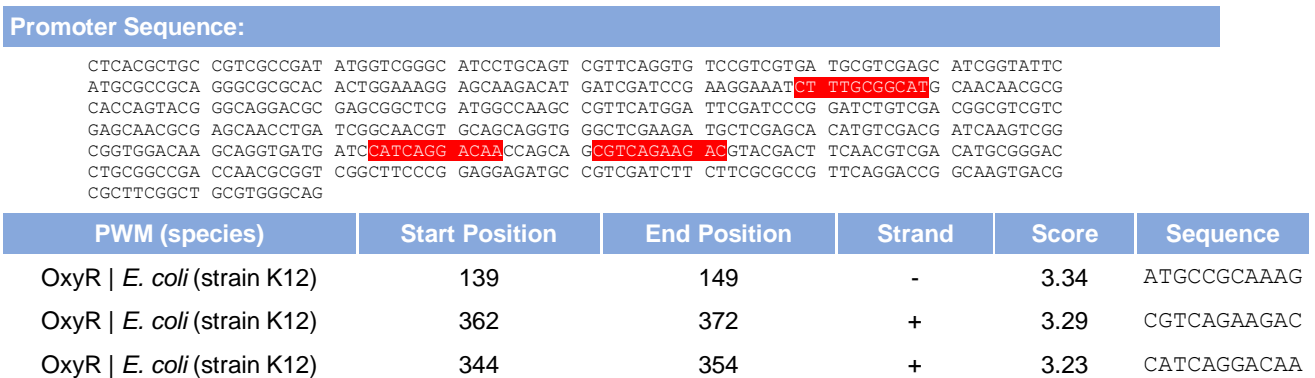 Promoter Sequence:
CTCACGCTGC CGTCGCCGAT ATGGTCGGGC ATCCTGCAGT CGTTCAGGTG TCCGTCGTGA TGCGTCGAGC ATCGGTATTC
ATGCGCCGCA GGGCGCGCAC ACTGGAAAGG AGCAAGACAT GATCGATCCG AAGGAAATCT TTGCGGCATG CAACAACGCG
CACCAGTACG GGCAGGACGC GAGCGGCTCG ATGGCCAAGC CGTTCATGGA TTCGATCCCG GATCTGTCGA CGGCGTCGTC
GAGCAACGCG AGCAACCTGA TCGGCAACGT GCAGCAGGTG GGCTCGAAGA TGCTCGAGCA CATGTCGACG ATCAAGTCGG
CGGTGGACAA GCAGGTGATG ATCCATCAGG ACAACCAGCA GCGTCAGAAG ACGTACGACT TCAACGTCGA CATGCGGGAC
CTGCGGCCGA CCAACGCGGT CGGCTTCCCG GAGGAGATGC CGTCGATCTT CTTCGCGCCG TTCAGGACCG GCAAGTGACG
CGCTTCGGCT GCGTGGGCAG
PWM (species) Start Position End Position Strand Score Sequence
OxyR | E. coli (strain K12) 139 149 - 3.34 ATGCCGCAAAG
OxyR | E. coli (strain K12) 362 372 + 3.29 CGTCAGAAGAC
OxyR | E. coli (strain K12) 344 354 + 3.23 CATCAGGACAA